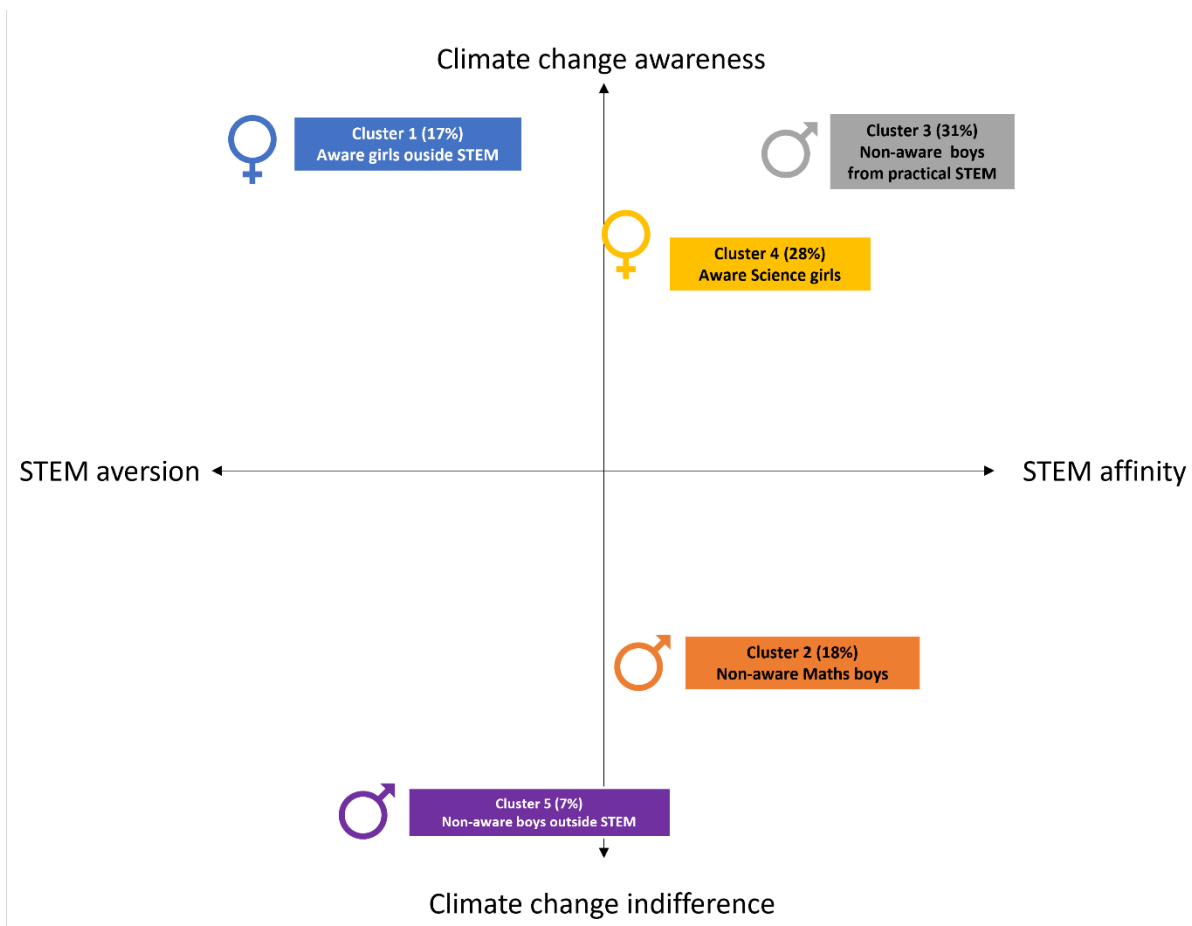 Climate change awareness
Cluster 1 (17%)
Aware girls ouside STEM
Cluster 3 (31%)
Non-aware boys
from practical STEM
Cluster 4 (28%)
Aware Science girls
STEM aversion
STEM affinity
Cluster 2 (18%)
Non-aware Maths boys
Cluster 5 (7%)
Non-aware boys outside STEM
Climate change indifference